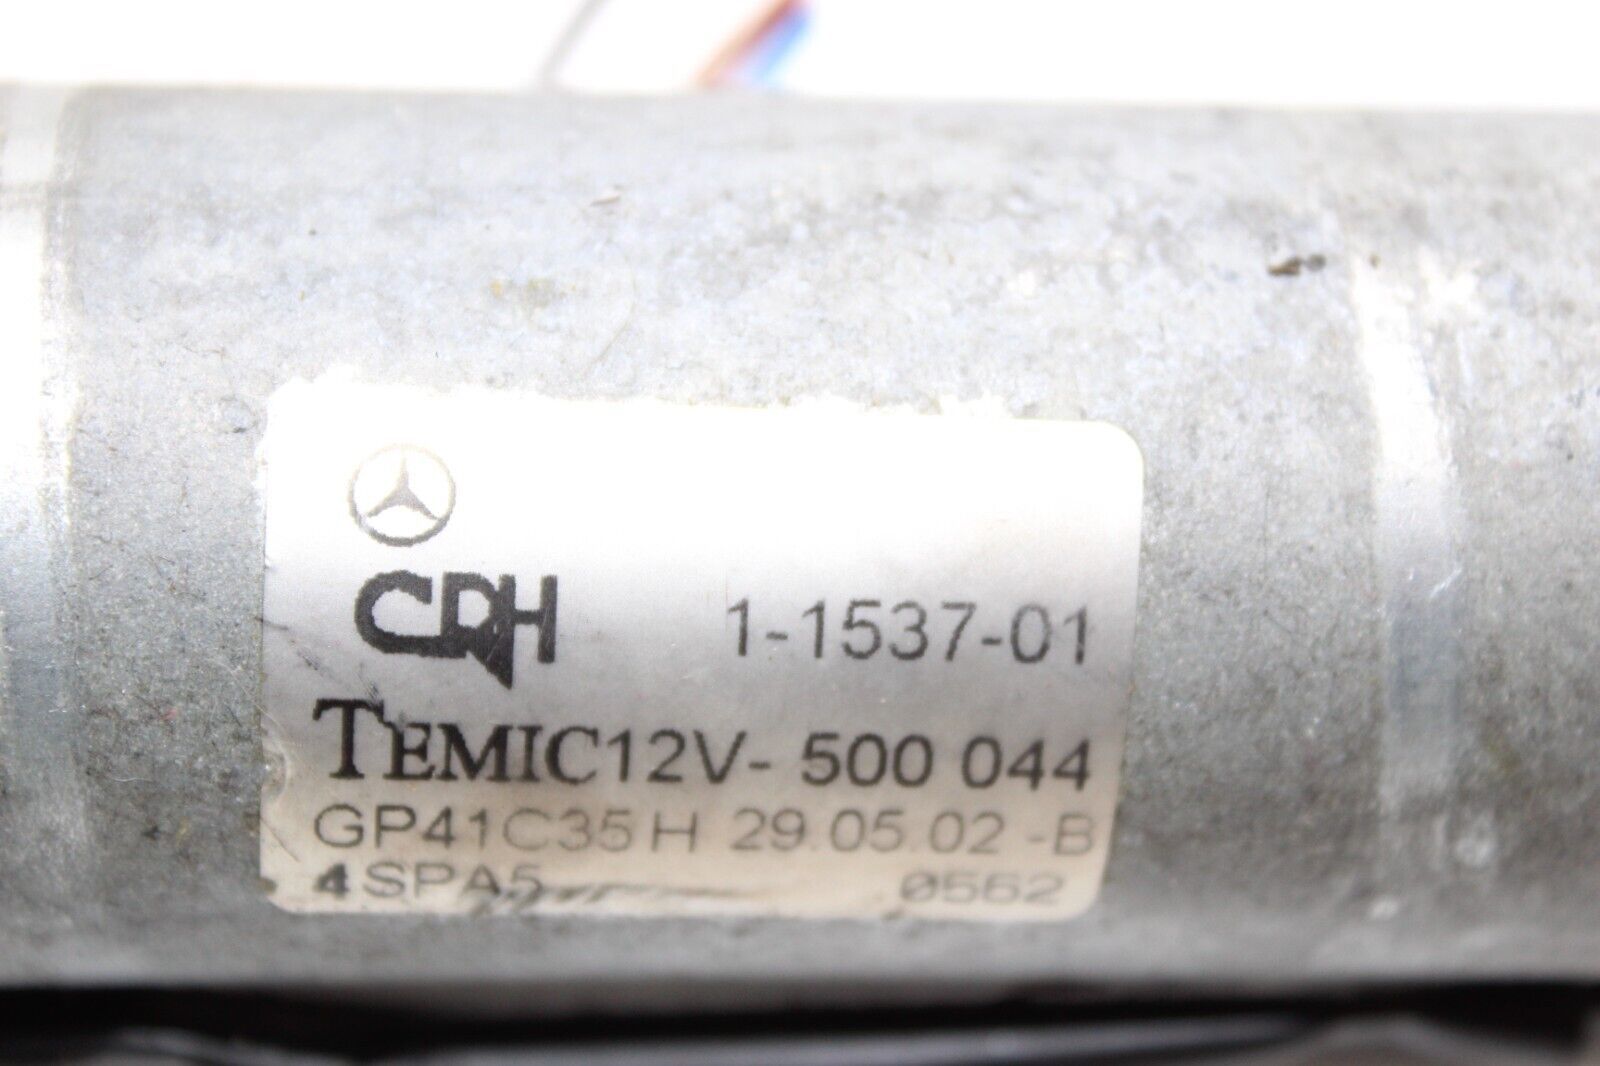 CRH 1-1537-01
TEMIC12V- 500 044
GP41C35H 29.05.02 -B
4SPA5 0562